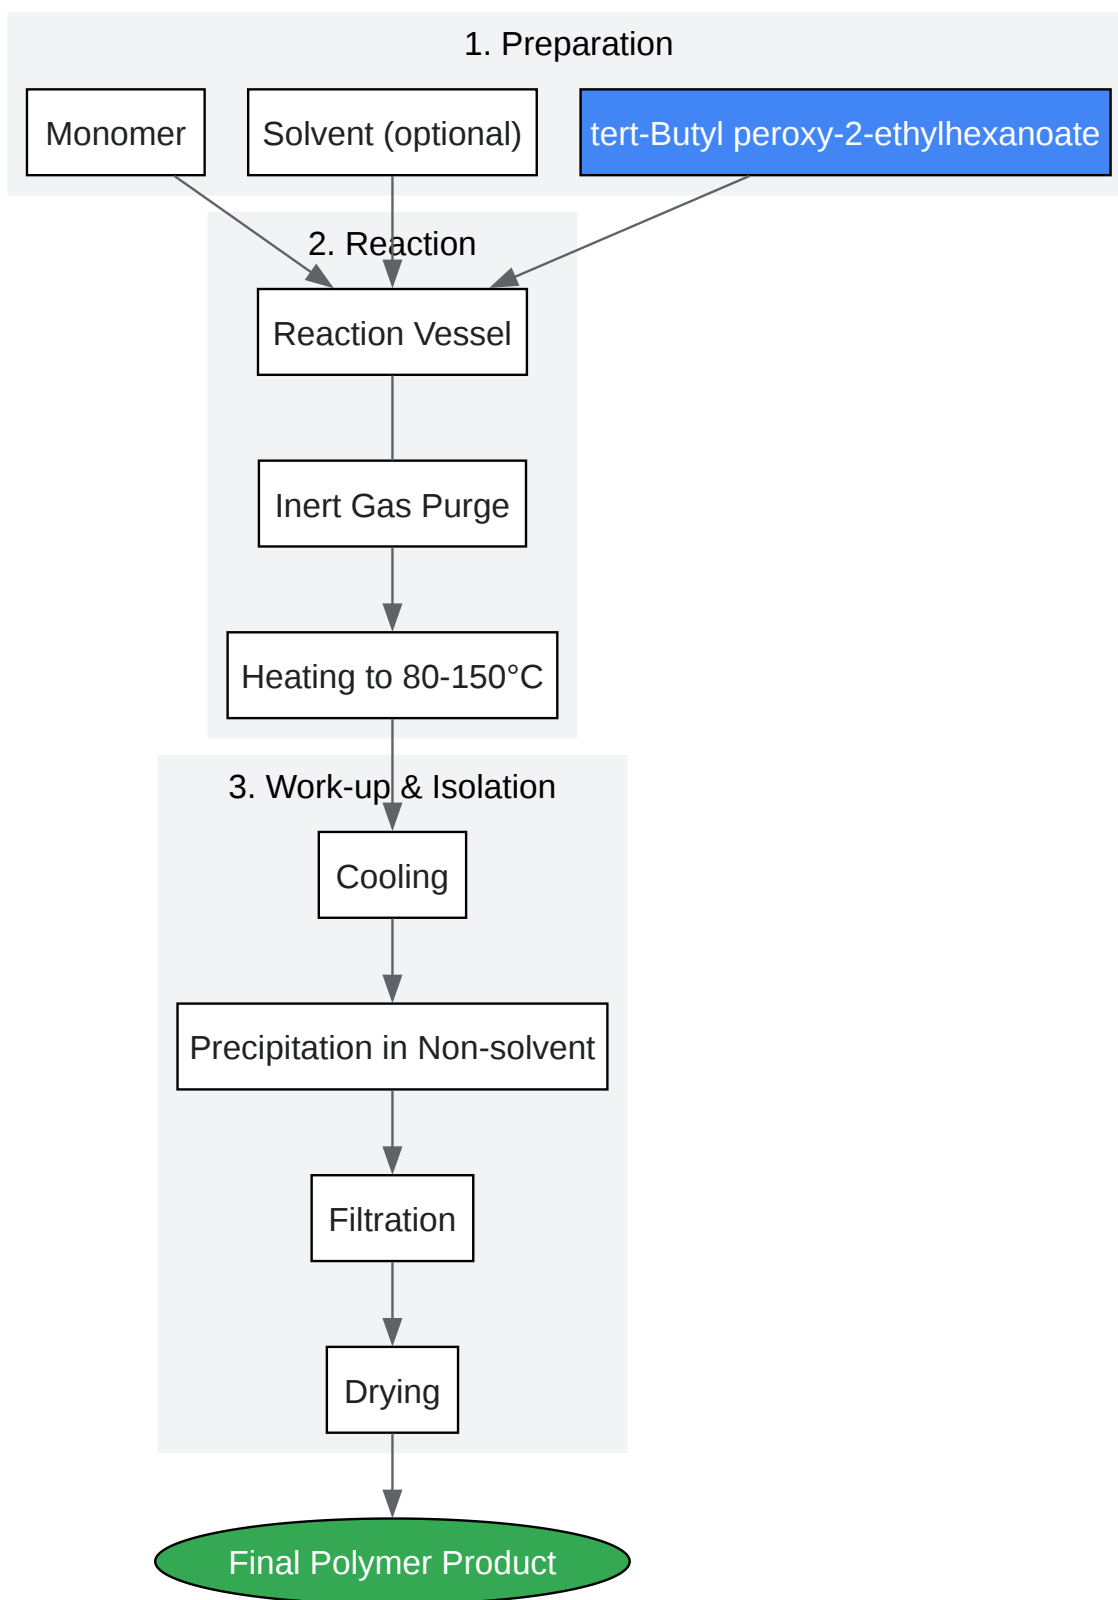 1. Preparation
Monomer
Solvent (optional)
tert-Butyl peroxy-2-ethylhexanoate
2. Reaction
Reaction Vessel
Inert Gas Purge
Heating to 80-150°C
3. Work-up & Isolation
Cooling
Precipitation in Non-solvent
Filtration
Drying
Final Polymer Product